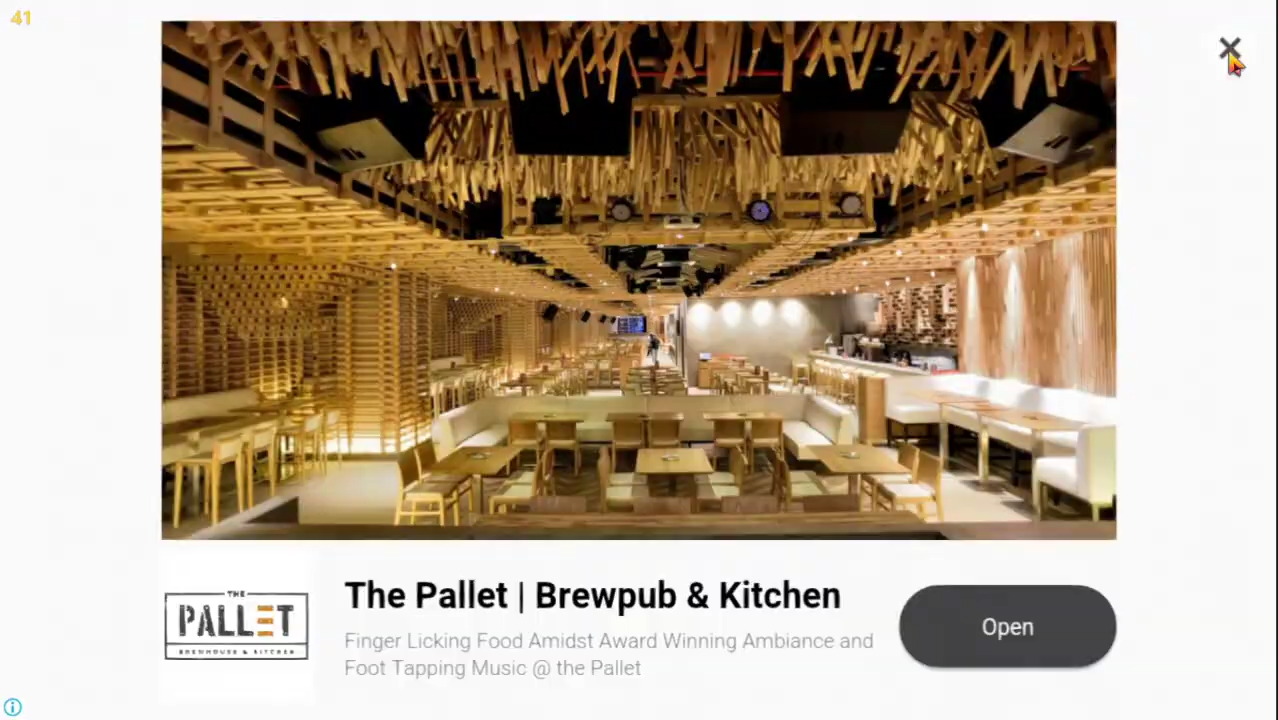 41
THE
PALLET
BREWHOUSE & KITCHEN
The Pallet | Brewpub & Kitchen
Finger Licking Food Amidst Award Winning Ambiance and
Foot Tapping Music @ the Pallet
Open